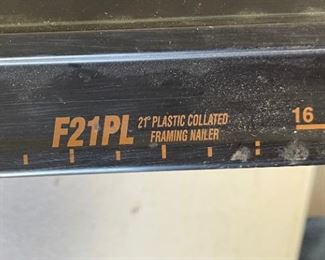 F21PL 21° PLASTIC COLLATED
FRAMING NAILER
16